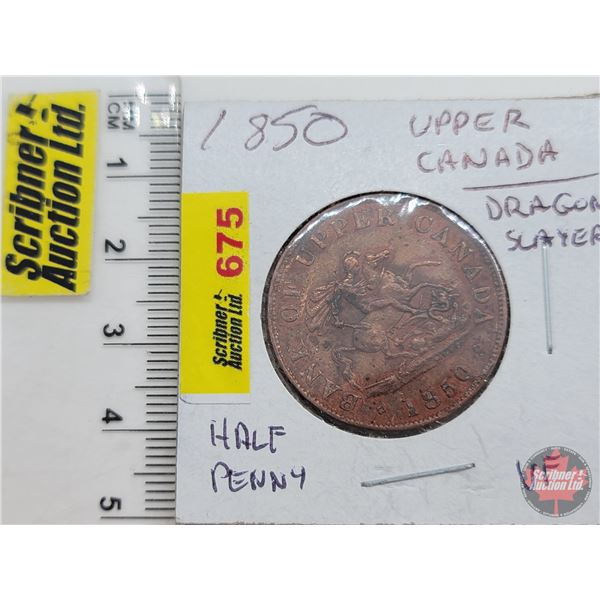 Scribner
Auction Ltd.
MM
CM
1
2
3
4
5
1850
UPPER
CANADA
DRAGON
SLAYER
675
Scribner
Auction Ltd.
BANK OF UPPER CANADA
1850
HALF
PENNY
Scribner
Auction Ltd.